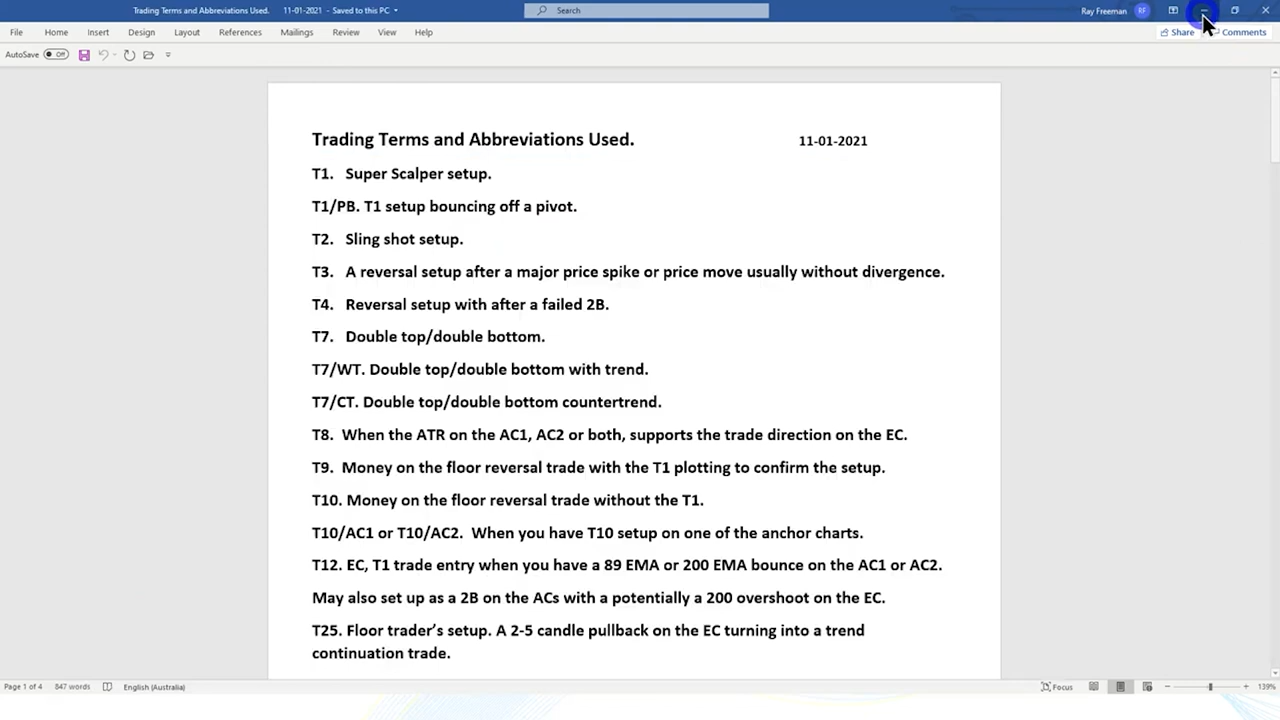 Trading Terms and Abbreviations Used. 11-01-2021 - Saved to this PC
Search
Ray Freeman RF
File Home Insert Design Layout References Mailings Review View Help
Share Comments
AutoSave Off
Trading Terms and Abbreviations Used. 11-01-2021
T1. Super Scalper setup.
T1/PB. T1 setup bouncing off a pivot.
T2. Sling shot setup.
T3. A reversal setup after a major price spike or price move usually without divergence.
T4. Reversal setup with after a failed 2B.
T7. Double top/double bottom.
T7/WT. Double top/double bottom with trend.
T7/CT. Double top/double bottom countertrend.
T8. When the ATR on the AC1, AC2 or both, supports the trade direction on the EC.
T9. Money on the floor reversal trade with the T1 plotting to confirm the setup.
T10. Money on the floor reversal trade without the T1.
T10/AC1 or T10/AC2. When you have T10 setup on one of the anchor charts.
T12. EC, T1 trade entry when you have a 89 EMA or 200 EMA bounce on the AC1 or AC2.
May also set up as a 2B on the ACs with a potentially a 200 overshoot on the EC.
T25. Floor trader's setup. A 2-5 candle pullback on the EC turning into a trend
continuation trade.
Page 1 of 4 847 words English (Australia) Focus 139%